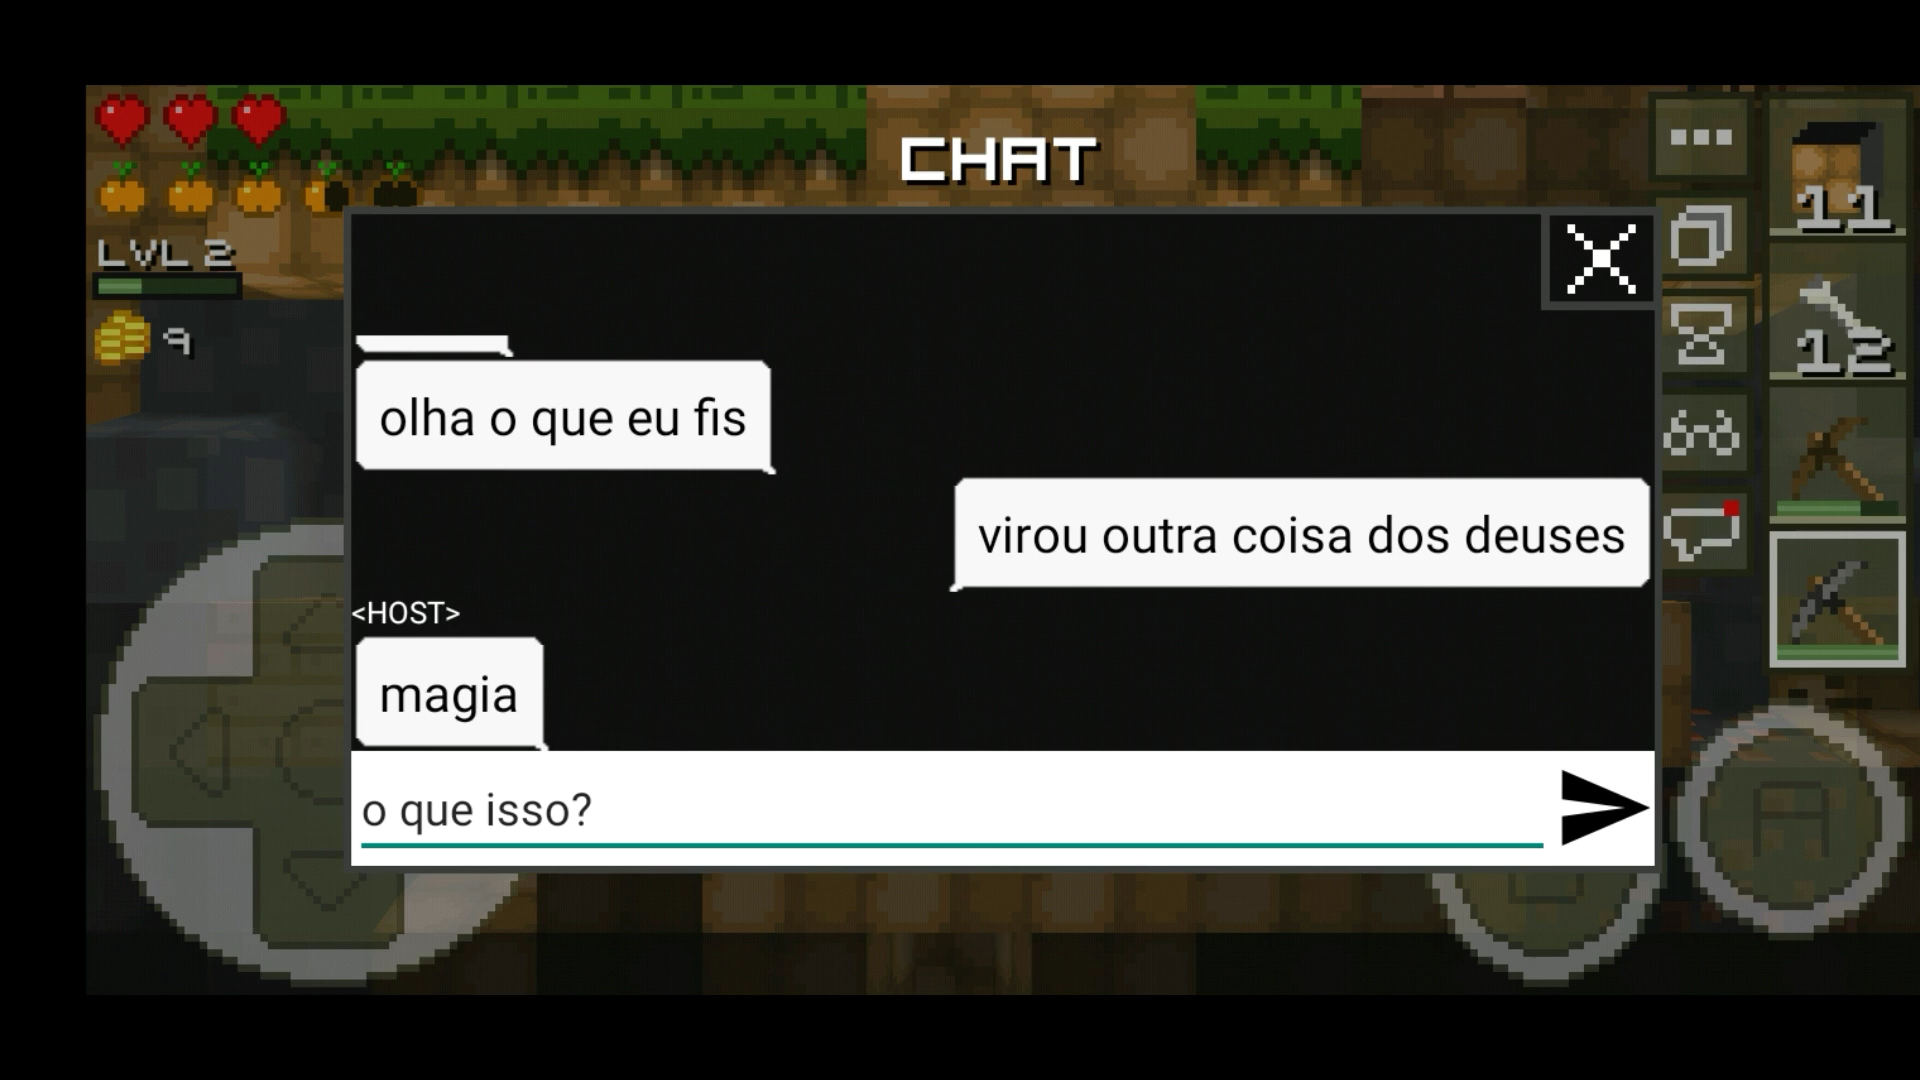 CHAT
LVL 2
9
11
12
olha o que eu fis
virou outra coisa dos deuses
<HOST>
magia
o que isso?
A